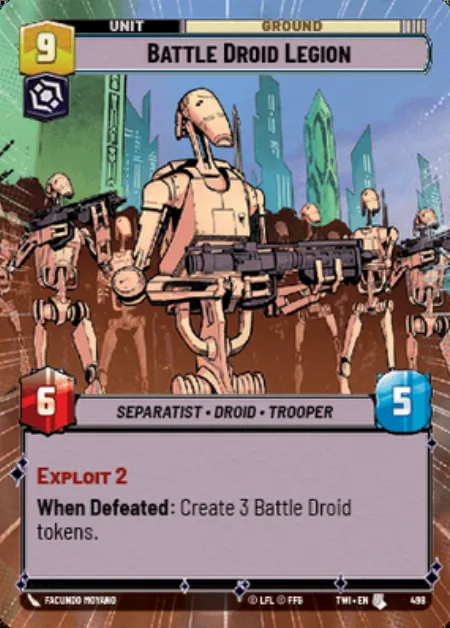 UNIT GROUND
9 BATTLE DROID LEGION
6 SEPARATIST • DROID • TROOPER 5
EXPLOIT 2
When Defeated: Create 3 Battle Droid
tokens.
FACUNDO MOYANO © LFL © FFG TWI • EN 498